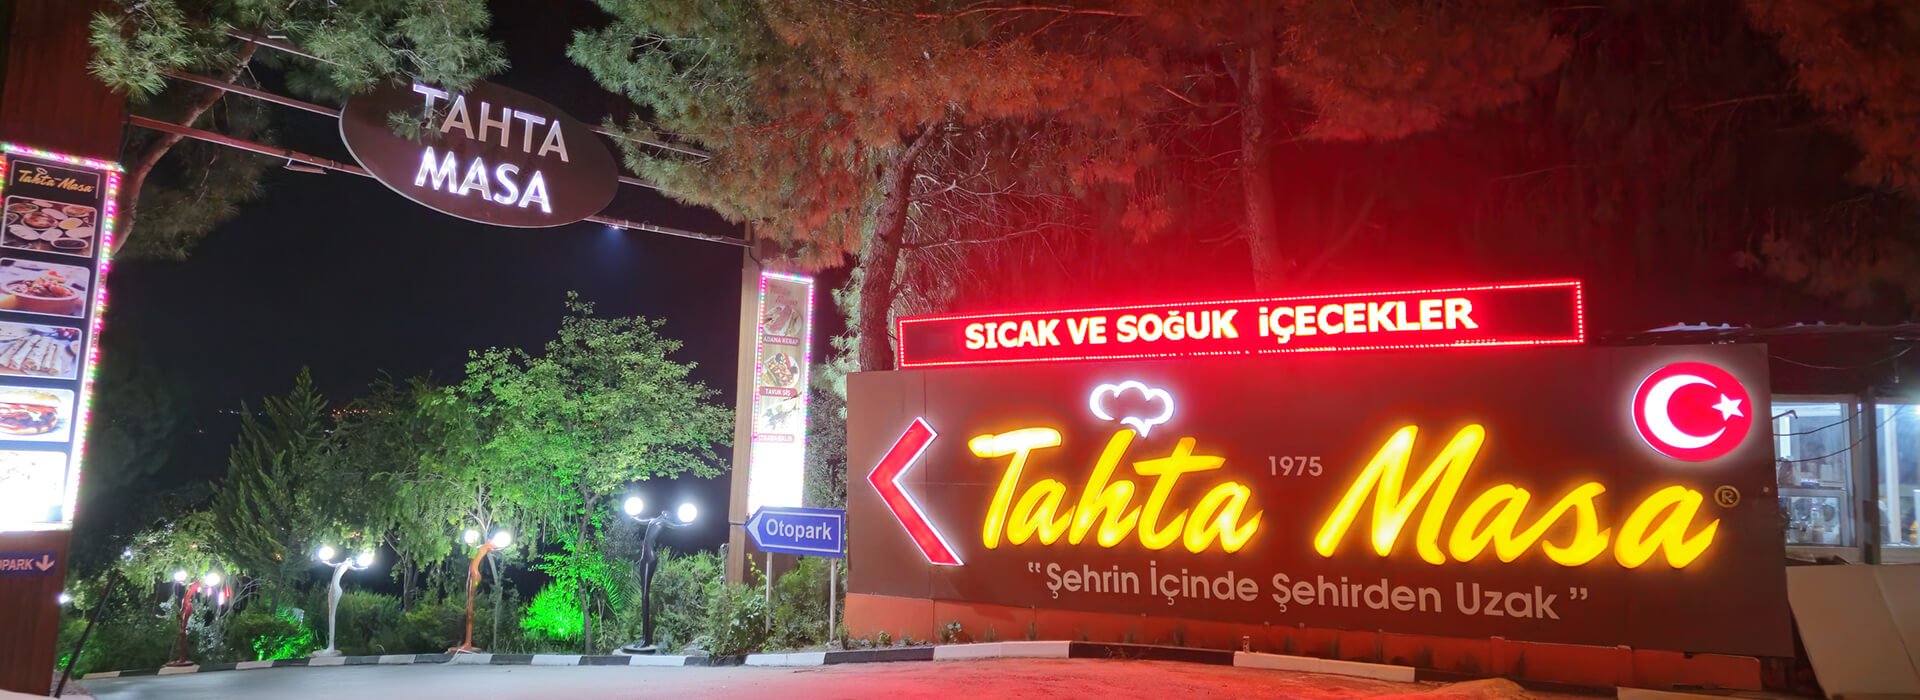 TAHTA
MASA
Tahta Masa
OPARK
ADANA KEBAP
TAVUK ŞİŞ
Otopark
SICAK VE SOĞUK İÇECEKLER
Tahta 1975 Masa ®
“Şehrin İçinde Şehirden Uzak”